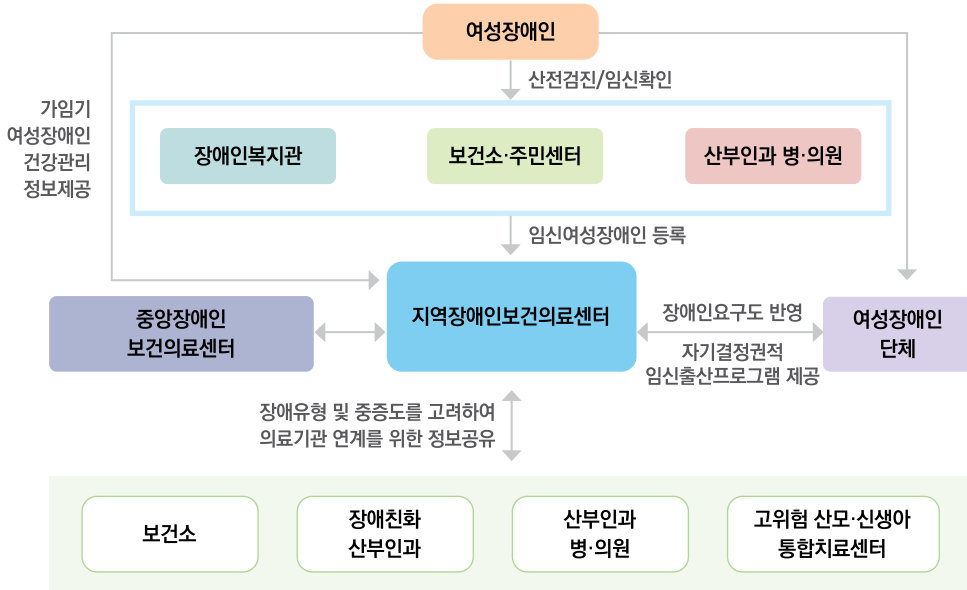 여성장애인
산전검진/임신확인
가임기
여성장애인
건강관리
정보제공
장애인복지관
보건소·주민센터
산부인과 병·의원
임신여성장애인 등록
중앙장애인
보건의료센터
지역장애인보건의료센터
장애인요구도 반영
자기결정권적
임신출산프로그램 제공
여성장애인
단체
장애유형 및 중증도를 고려하여
의료기관 연계를 위한 정보공유
보건소
장애친화
산부인과
산부인과
병·의원
고위험 산모·신생아
통합치료센터